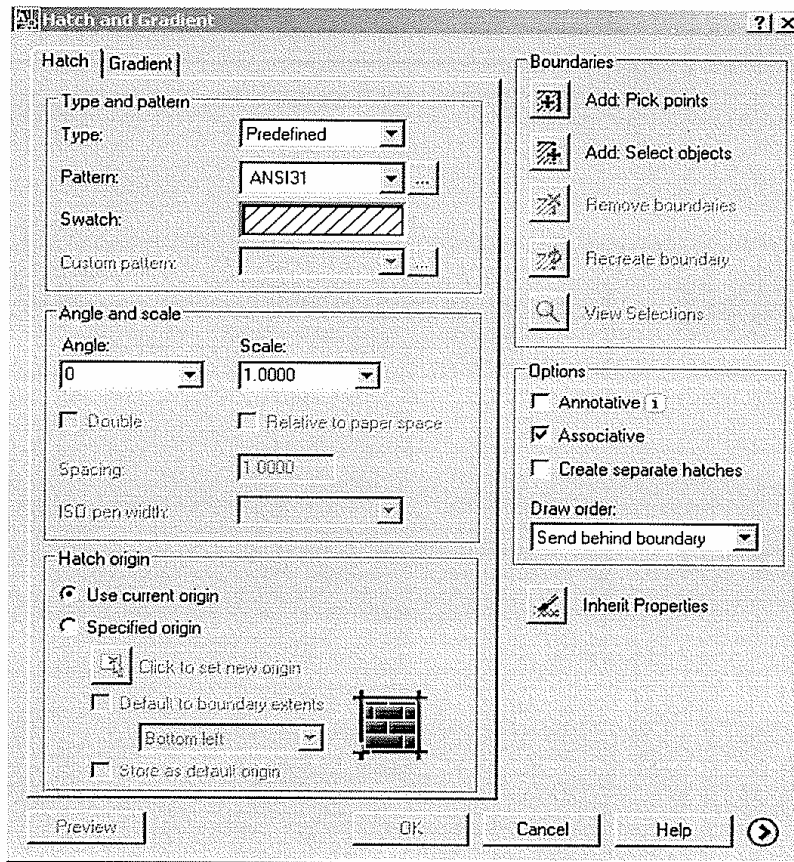 Hatch and Gradient
Hatch
Gradient
Type and pattern
Type:
Predefined
Pattern:
ANSI31
...
Swatch:
Custom pattern:
...
Angle and scale
Angle:
Scale:
0
1.0000
Double
Relative to paper space
Spacing:
1.0000
ISO pen width:
Hatch origin
Use current origin
Specified origin
Click to set new origin
Default to boundary extents
Bottom left
Store as default origin
Preview
Boundaries
Add: Pick points
Add: Select objects
Remove boundaries
Recreate boundary
View Selections
Options
Annotative
Associative
Create separate hatches
Draw order:
Send behind boundary
Inherit Properties
OK
Cancel
Help